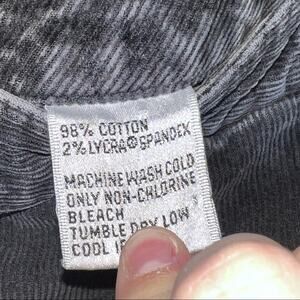 98% COTTON
2% LYCRA® SPANDEX
MACHINE WASH COLD
ONLY NON-CHLORINE
BLEACH
TUMBLE DRY LOW
COOL